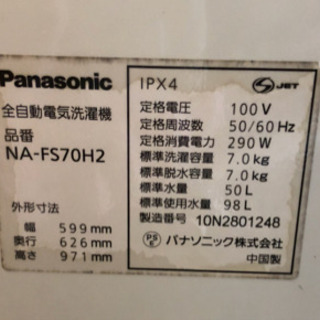 Panasonic
全自動電気洗濯機
品番
NA-FS70H2
外形寸法
幅 599mm
奥行 626mm
高さ 971mm
IPX4
S JET
定格電圧 100V
定格周波数 50/60Hz
定格消費電力 290W
標準洗濯容量 7.0kg
標準脱水容量 7.0kg
標準水量 50L
標準使用水量 98L
製造番号 10N2801248
PS E パナソニック株式会社
中国製